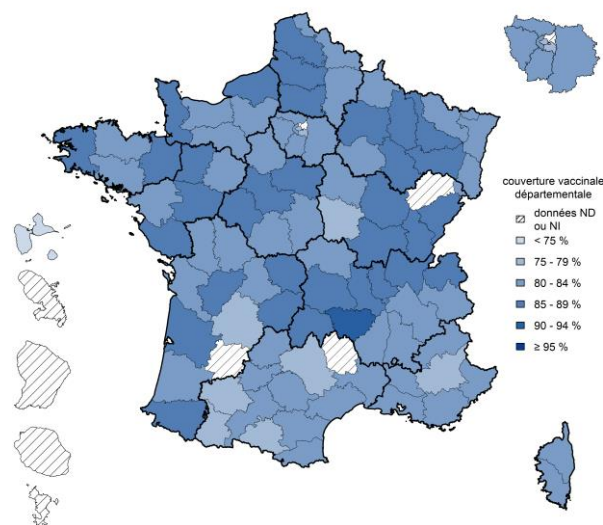 couverture vaccinale
départementale
données ND
ou NI
< 75 %
75 - 79 %
80 - 84 %
85 - 89 %
90 - 94 %
≥ 95 %